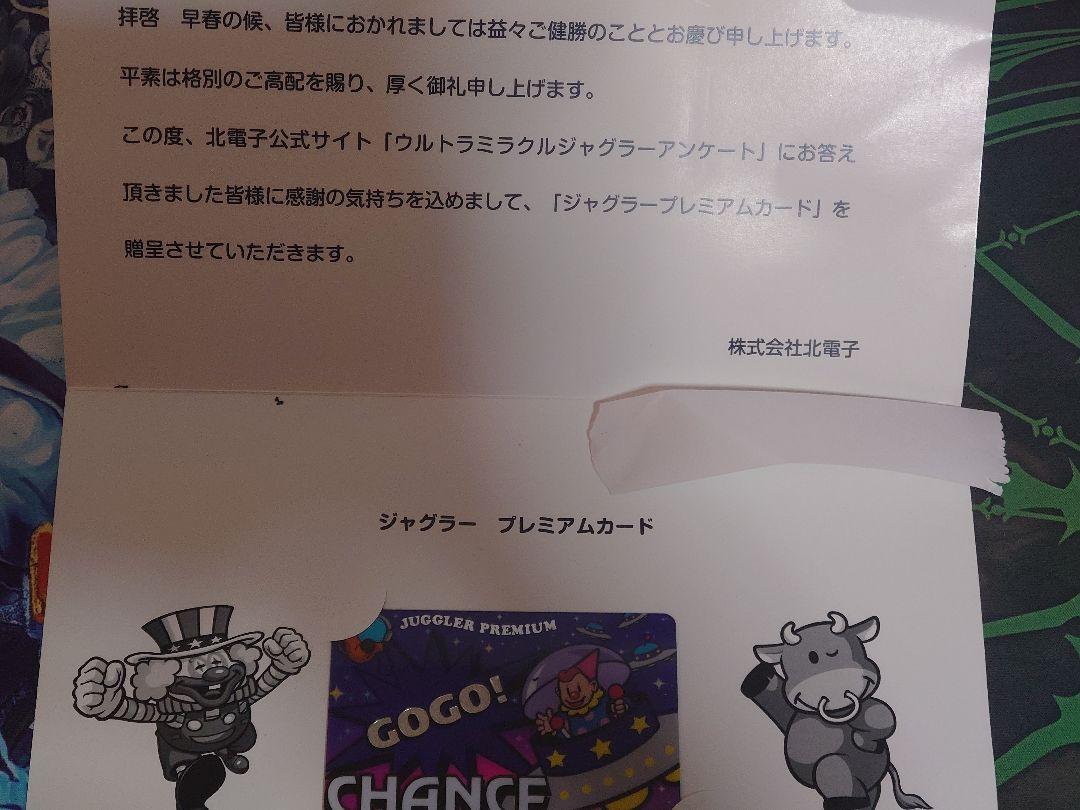 拝啓　早春の候、皆様におかれましては益々ご健勝のこととお慶び申し上げます。
平素は格別のご高配を賜り、厚く御礼申し上げます。
この度、北電子公式サイト「ウルトラミラクルジャグラーアンケート」にお答え
頂きました皆様に感謝の気持ちを込めまして、「ジャグラープレミアムカード」を
贈呈させていただきます。
株式会社北電子
ジャグラー　プレミアムカード
JUGGLER PREMIUM
GOGO!
CHANCE